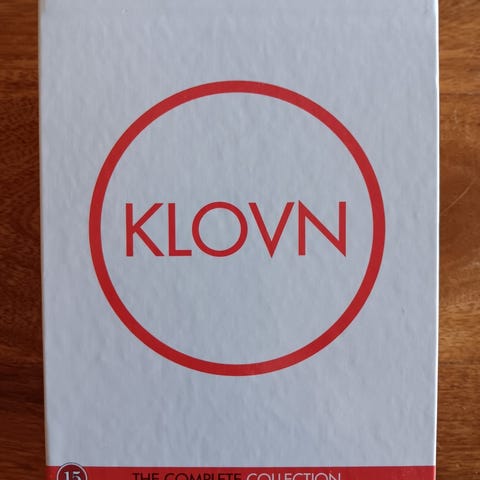 KLOVN
15 THE COMPLETE COLLECTION